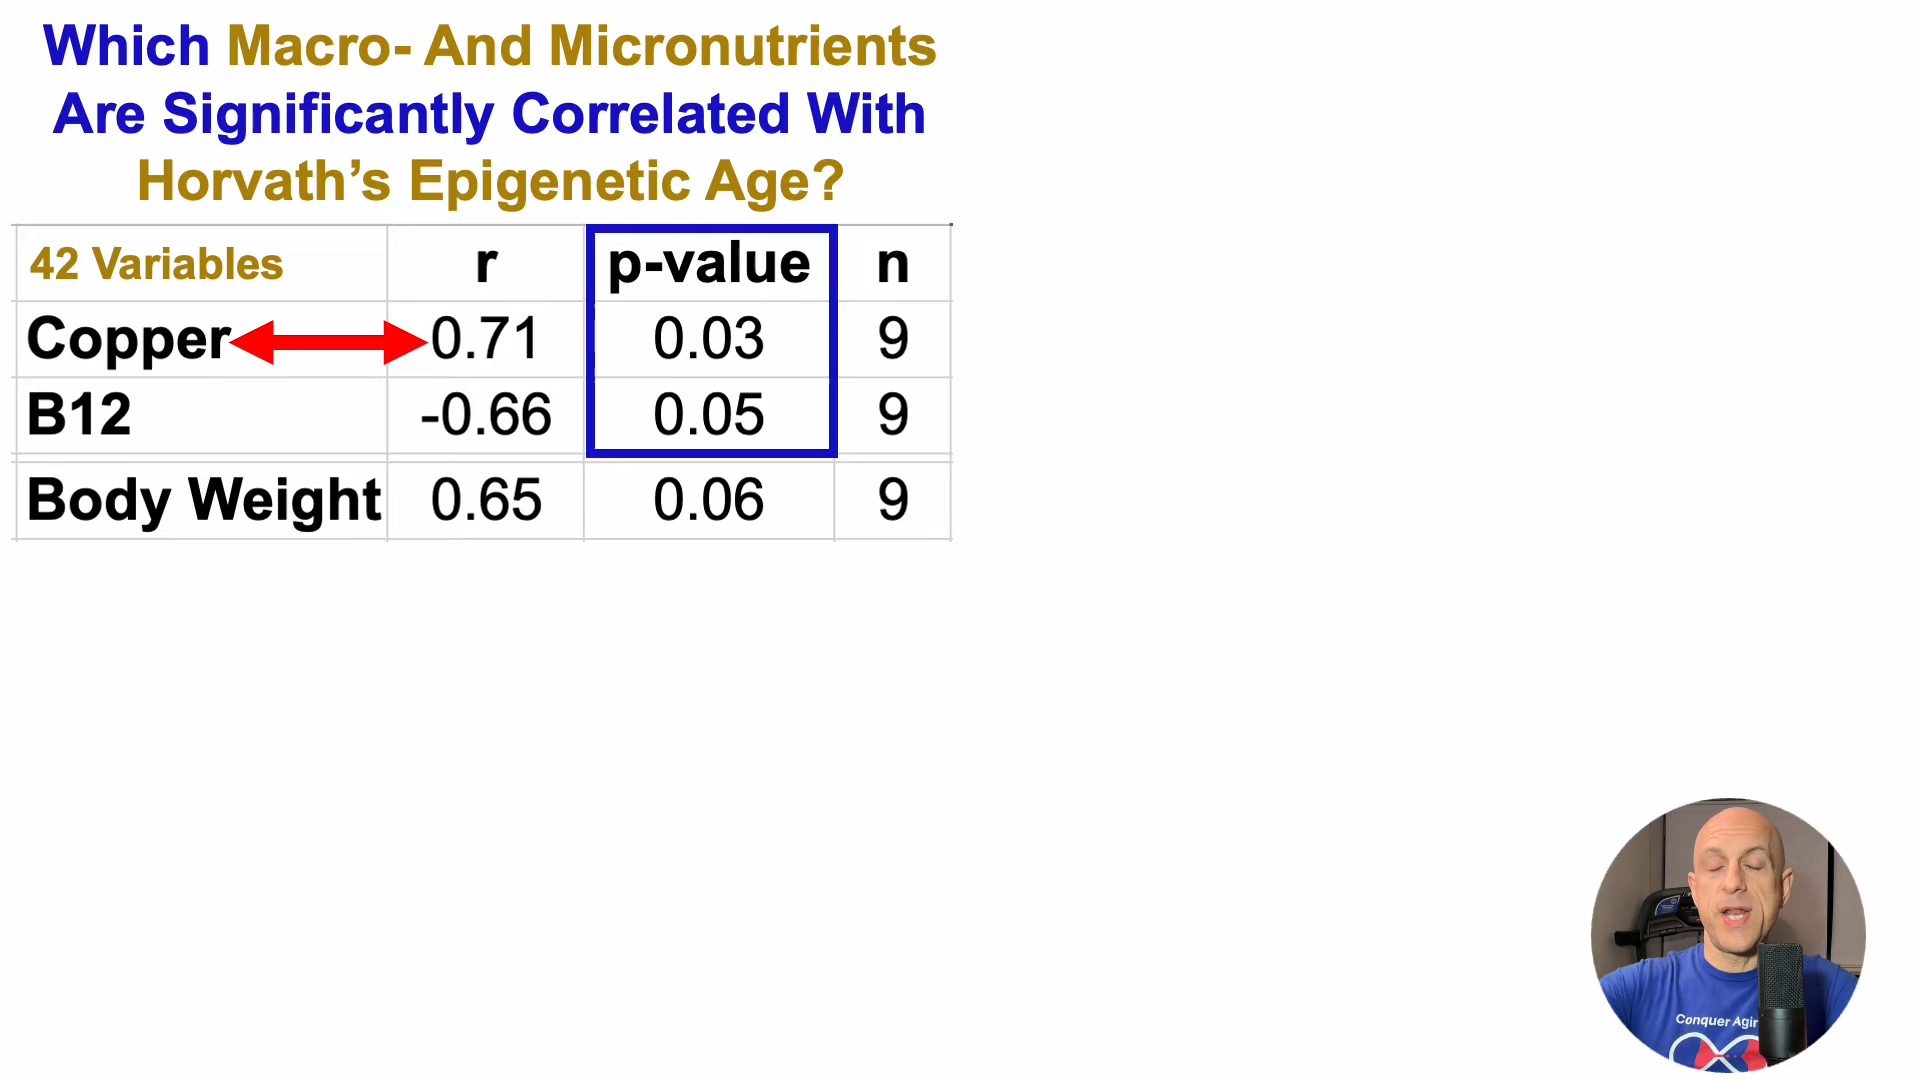 Which Macro- And Micronutrients
Are Significantly Correlated With
Horvath’s Epigenetic Age?
42 Variables r p-value n
Copper 0.71 0.03 9
B12 -0.66 0.05 9
Body Weight 0.65 0.06 9
Conquer